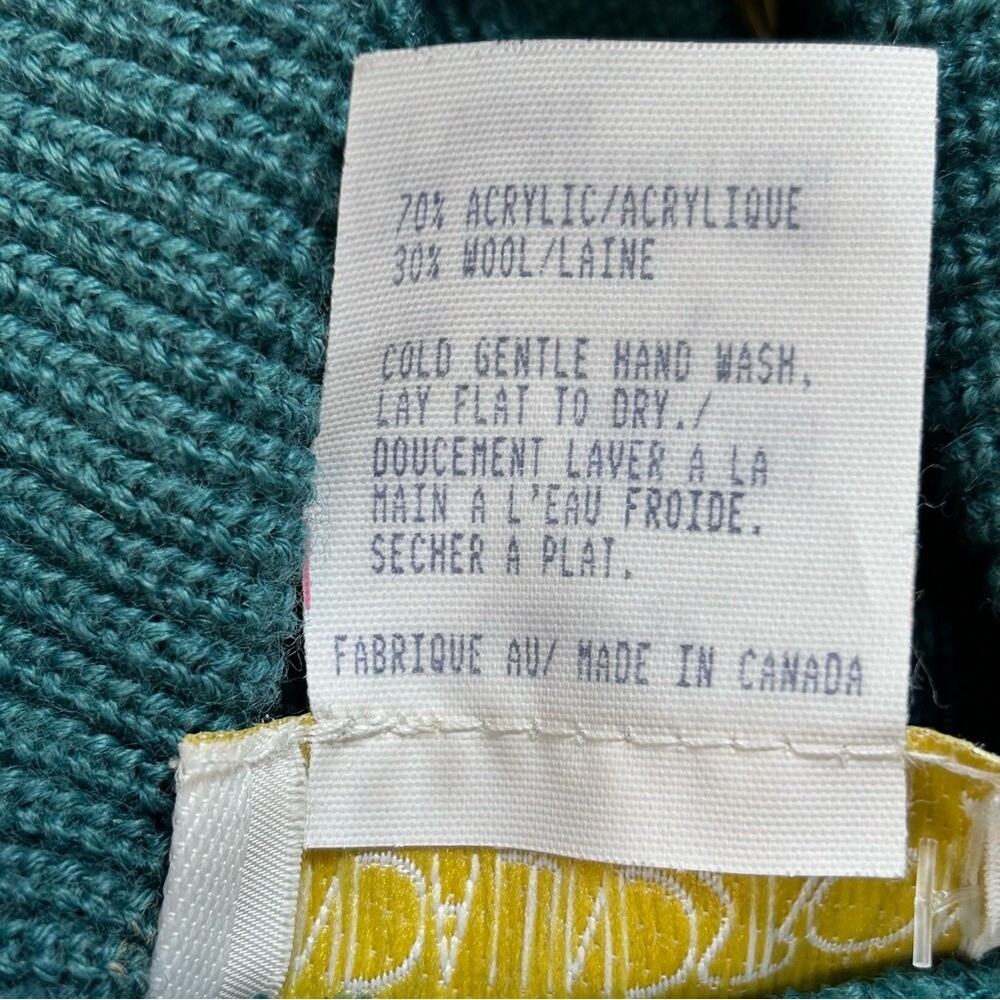 70% ACRYLIC/ACRYLIQUE
30% WOOL/LAINE
COLD GENTLE HAND WASH,
LAY FLAT TO DRY./
DOUCEMENT LAVER A LA
MAIN A L'EAU FROIDE.
SECHER A PLAT.
FABRIQUE AU/ MADE IN CANADA